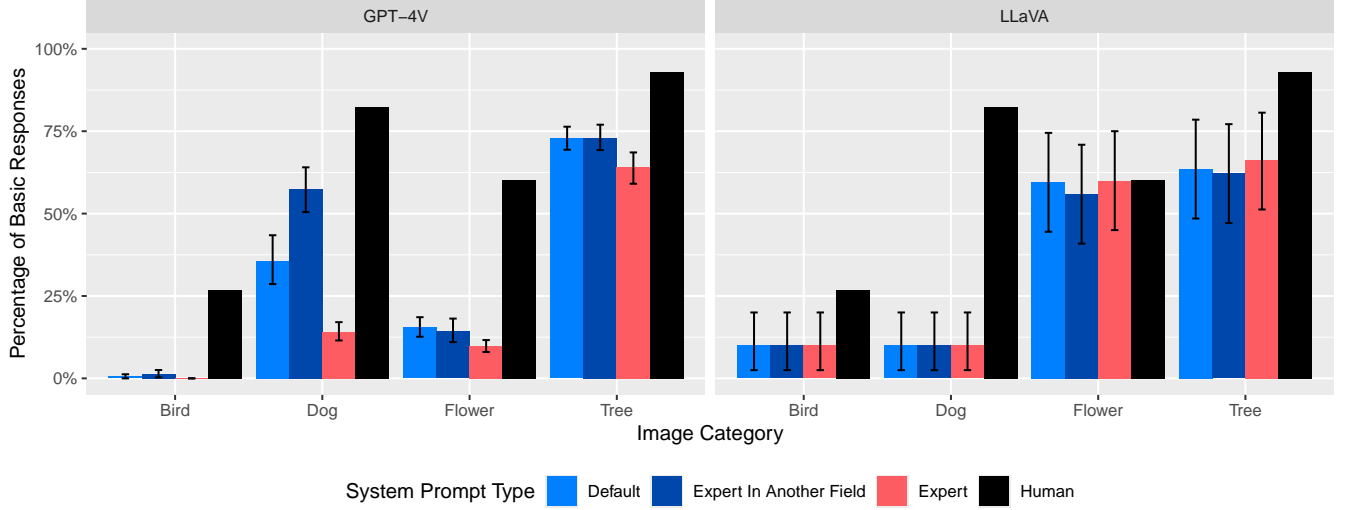 GPT−4V
LLaVA
100%
75%
50%
25%
0%
Percentage of Basic Responses
Bird
Dog
Flower
Tree
Bird
Dog
Flower
Tree
Image Category
System Prompt Type
Default
Expert In Another Field
Expert
Human